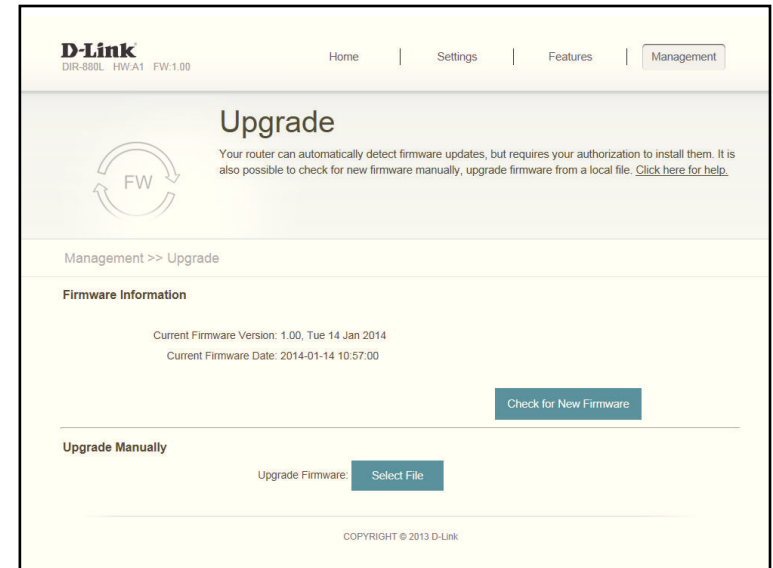 D-Link
DIR-880L HW:A1 FW:1.00
Home | Settings | Features | Management
Upgrade
Your router can automatically detect firmware updates, but requires your authorization to install them. It is
also possible to check for new firmware manually, upgrade firmware from a local file. Click here for help.
FW
Management >> Upgrade
Firmware Information
Current Firmware Version: 1.00, Tue 14 Jan 2014
Current Firmware Date: 2014-01-14 10:57:00
Check for New Firmware
Upgrade Manually
Upgrade Firmware: Select File
COPYRIGHT © 2013 D-Link